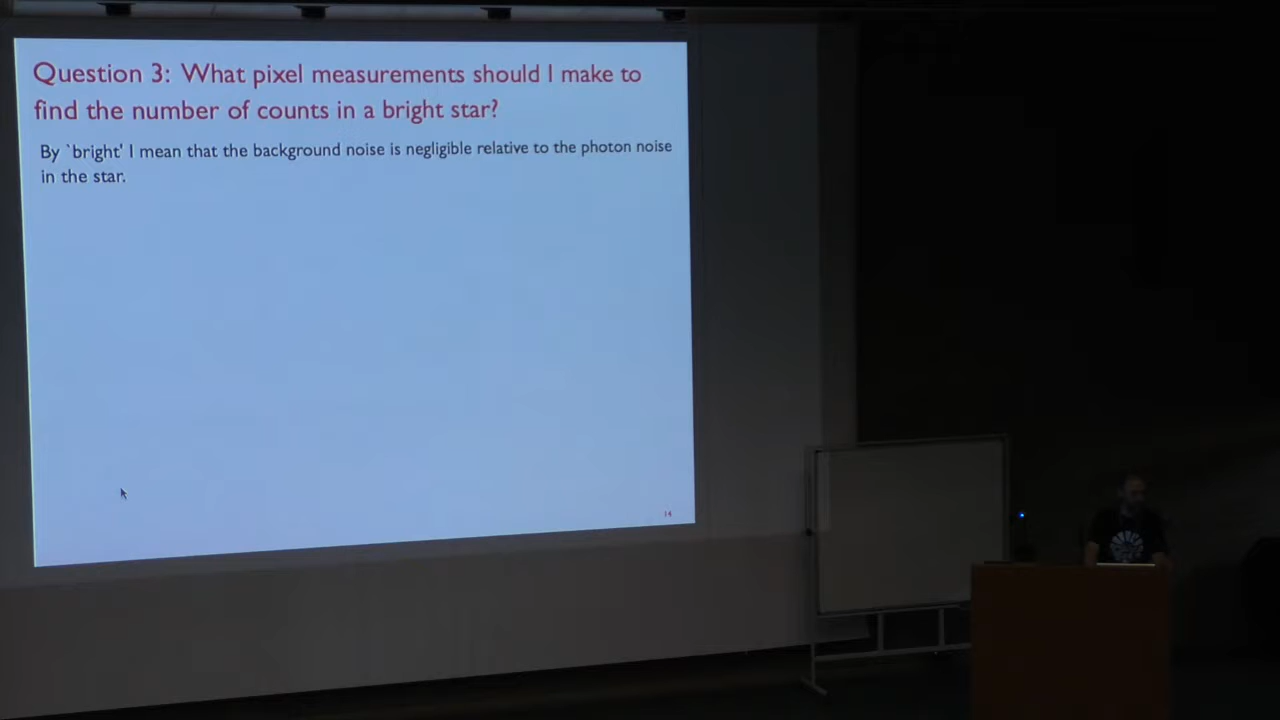 Question 3: What pixel measurements should I make to
find the number of counts in a bright star?
By `bright' I mean that the background noise is negligible relative to the photon noise
in the star.
14